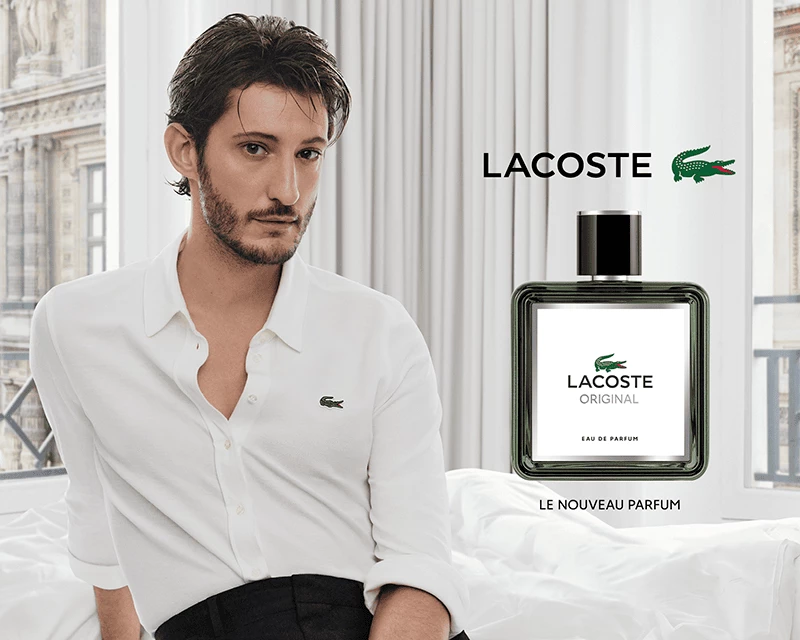 LACOSTE
LACOSTE
ORIGINAL
EAU DE PARFUM
LE NOUVEAU PARFUM